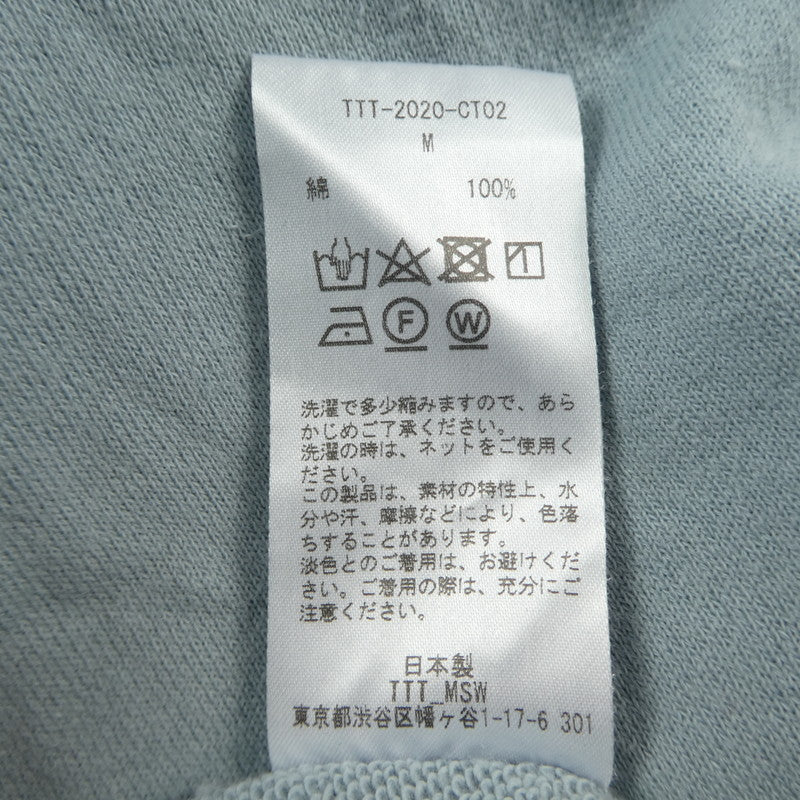 TTT-2020-CT02
M
綿 100%
F W
洗濯で多少縮みますので、あら
かじめご了承ください。
洗濯の時は、ネットをご使用く
ださい。
この製品は、素材の特性上、水
分や汗、摩擦などにより、色落
ちすることがあります。
淡色とのご着用は、お避けくだ
さい。ご着用の際は、充分にご
注意ください。
日本製
TTT_MSW
東京都渋谷区幡ヶ谷1-17-6 301